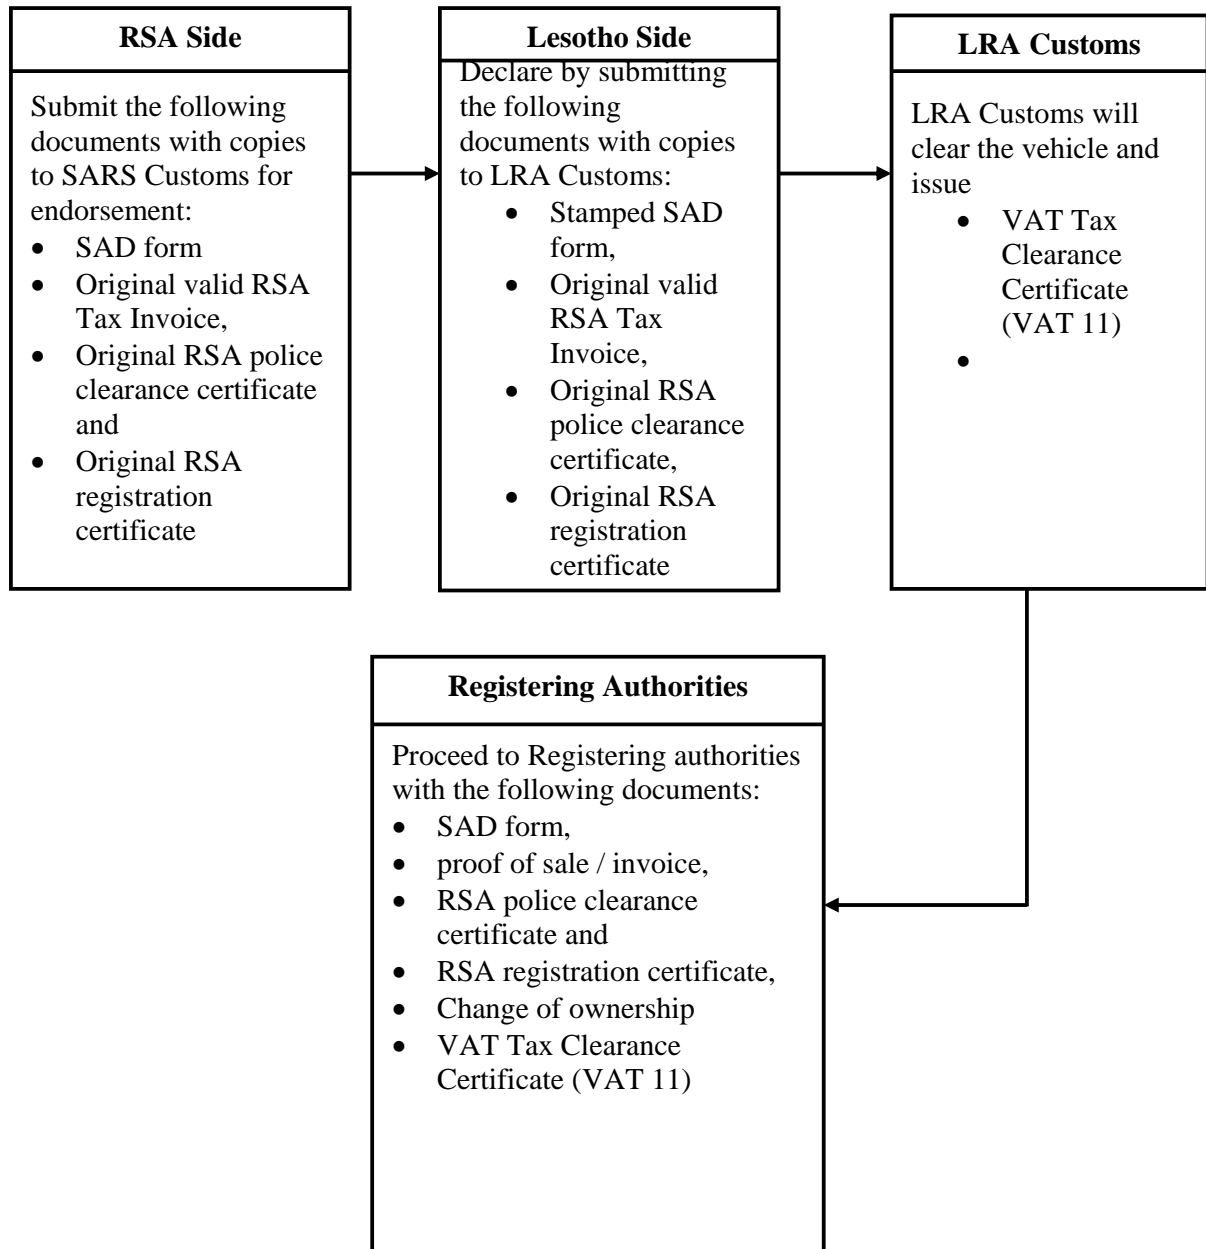 RSA Side
Submit the following
documents with copies
to SARS Customs for
endorsement:
• SAD form
• Original valid RSA
Tax Invoice,
• Original RSA police
clearance certificate
and
• Original RSA
registration
certificate
Lesotho Side
Declare by submitting
the following
documents with copies
to LRA Customs:
• Stamped SAD
form,
• Original valid
RSA Tax
Invoice,
• Original RSA
police clearance
certificate,
• Original RSA
registration
certificate
LRA Customs
LRA Customs will
clear the vehicle and
issue
• VAT Tax
Clearance
Certificate
(VAT 11)
•
Registering Authorities
Proceed to Registering authorities
with the following documents:
• SAD form,
• proof of sale / invoice,
• RSA police clearance
certificate and
• RSA registration certificate,
• Change of ownership
• VAT Tax Clearance
Certificate (VAT 11)